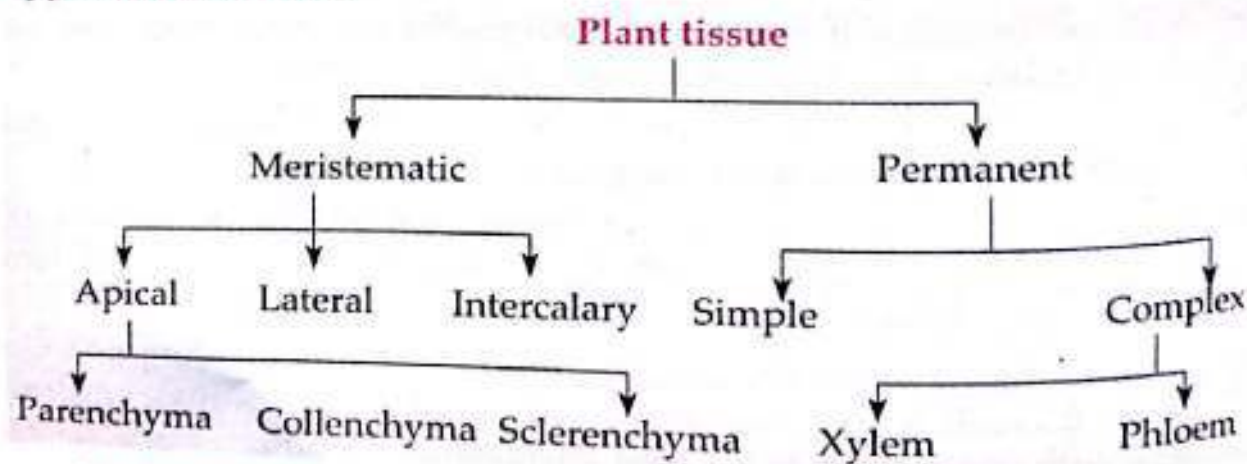 Plant tissue
Meristematic Permanent
Apical Lateral Intercalary Simple Complex
Parenchyma Collenchyma Sclerenchyma Xylem Phloem